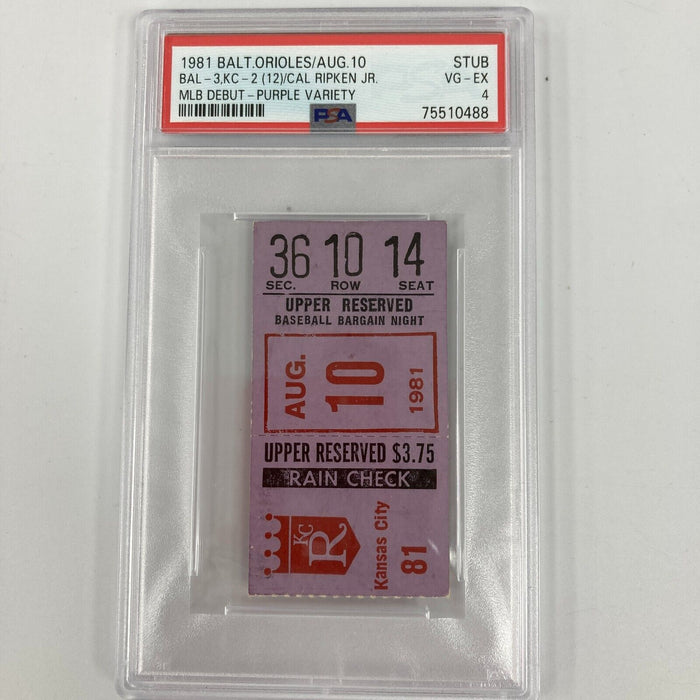 1981 BALT.ORIOLES/AUG.10 STUB
BAL-3,KC-2 (12)/CAL RIPKEN JR. VG-EX
MLB DEBUT-PURPLE VARIETY 4
PSA 75510488
36 10 14
SEC. ROW SEAT
UPPER RESERVED
BASEBALL BARGAIN NIGHT
AUG. 10 1981
UPPER RESERVED $3.75
RAIN CHECK
KC R
Kansas City
81